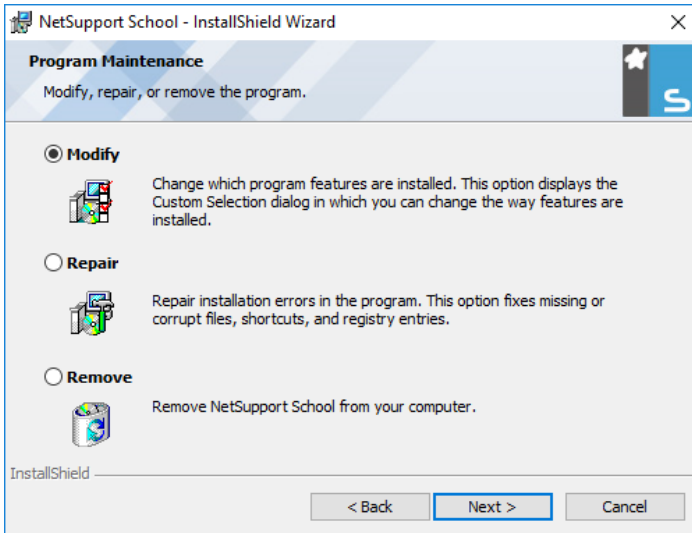 NetSupport School - InstallShield Wizard
Program Maintenance
Modify, repair, or remove the program.
S
Modify
Change which program features are installed. This option displays the
Custom Selection dialog in which you can change the way features are
installed.
Repair
Repair installation errors in the program. This option fixes missing or
corrupt files, shortcuts, and registry entries.
Remove
Remove NetSupport School from your computer.
InstallShield
< Back Next > Cancel